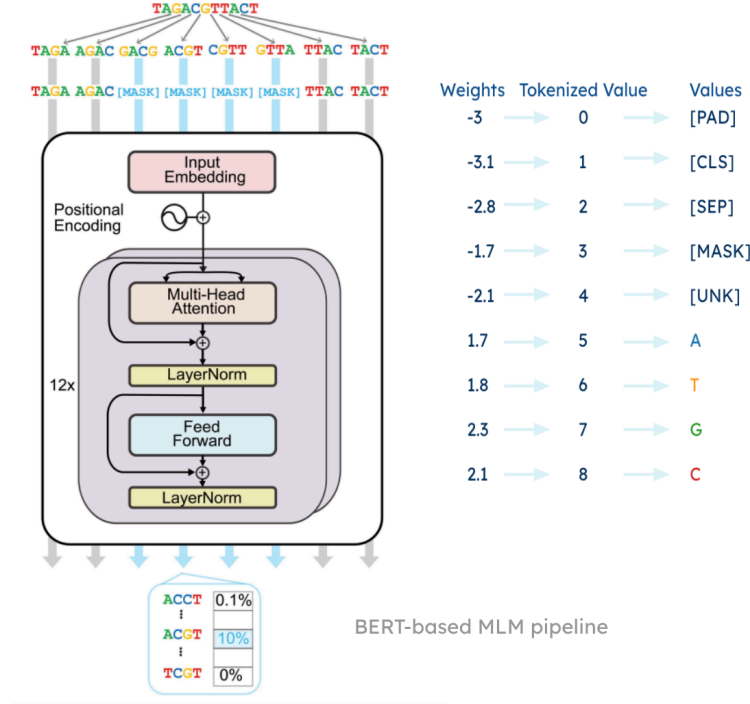 TAGACGTTACT
TAGA AGAC GACG ACGT CGTT GTTA TTAC TACT
TAGA AGAC [MASK] [MASK] [MASK] [MASK] TTAC TACT
Input
Embedding
Positional
Encoding
Multi-Head
Attention
LayerNorm
12x
Feed
Forward
LayerNorm
ACCT 0.1%
ACGT 10%
TCGT 0%
Weights Tokenized Value Values
-3 0 [PAD]
-3.1 1 [CLS]
-2.8 2 [SEP]
-1.7 3 [MASK]
-2.1 4 [UNK]
1.7 5 A
1.8 6 T
2.3 7 G
2.1 8 C
BERT-based MLM pipeline